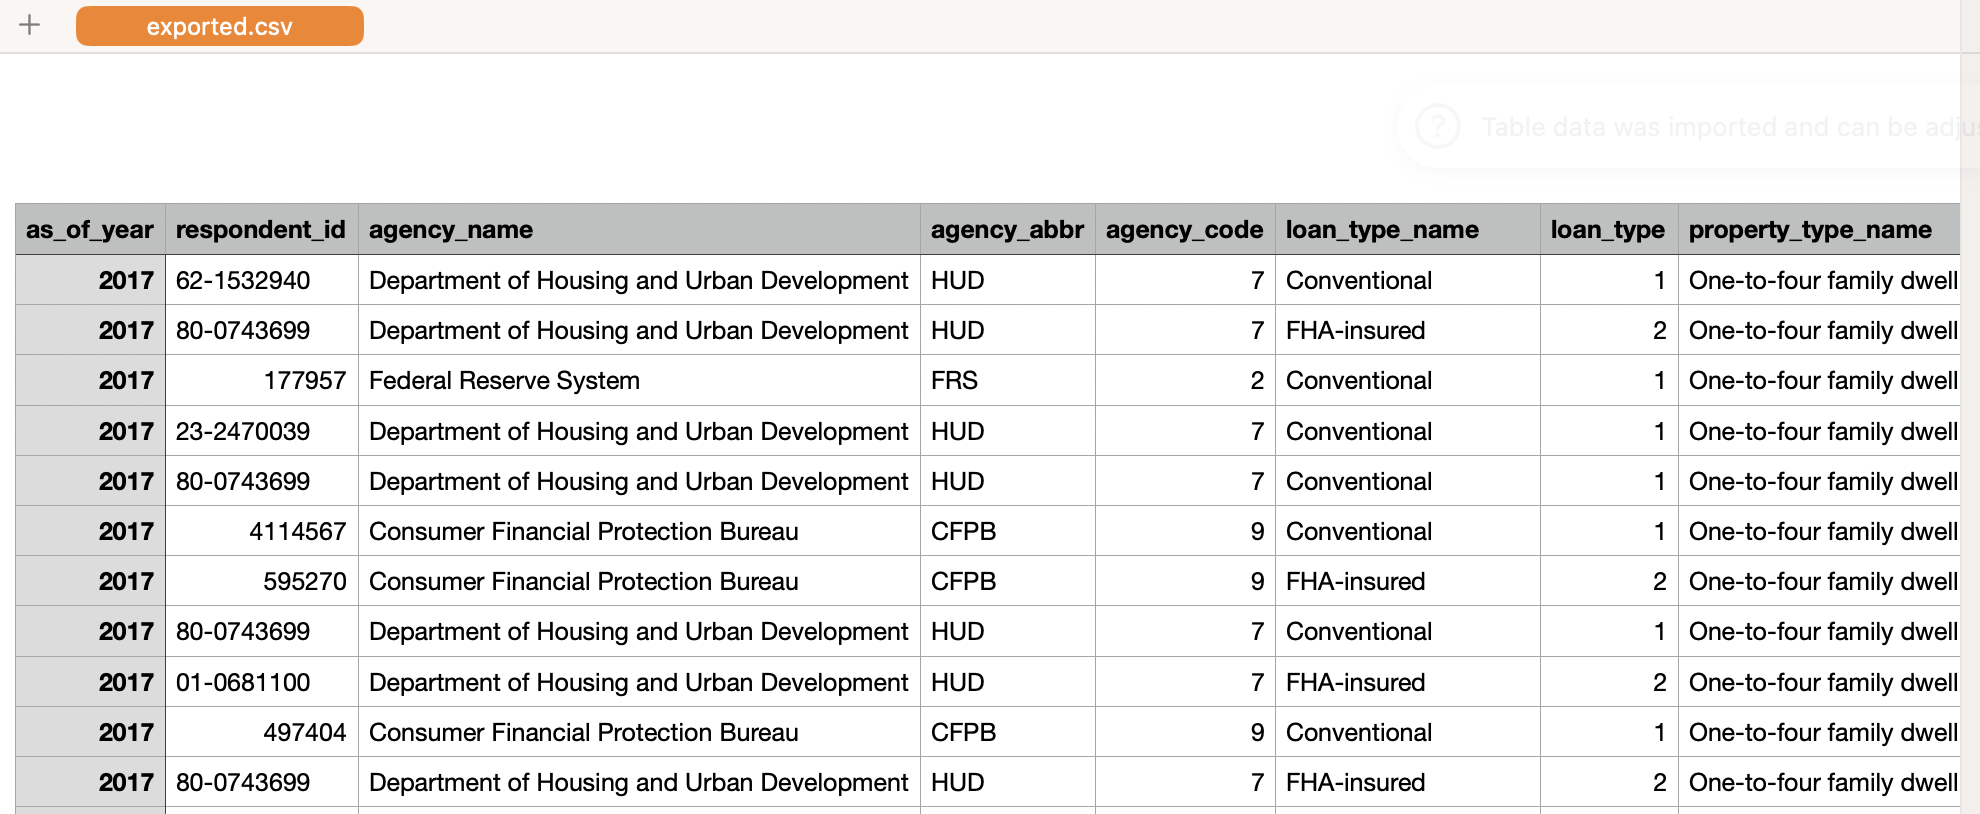 exported.csv
Table data was imported and can be
as_of_year respondent_id agency_name agency_abbr agency_code loan_type_name loan_type property_type_name
2017 62-1532940 Department of Housing and Urban Development HUD 7 Conventional 1 One-to-four family dwell
2017 80-0743699 Department of Housing and Urban Development HUD 7 FHA-insured 2 One-to-four family dwell
2017 177957 Federal Reserve System FRS 2 Conventional 1 One-to-four family dwell
2017 23-2470039 Department of Housing and Urban Development HUD 7 Conventional 1 One-to-four family dwell
2017 80-0743699 Department of Housing and Urban Development HUD 7 Conventional 1 One-to-four family dwell
2017 4114567 Consumer Financial Protection Bureau CFPB 9 Conventional 1 One-to-four family dwell
2017 595270 Consumer Financial Protection Bureau CFPB 9 FHA-insured 2 One-to-four family dwell
2017 80-0743699 Department of Housing and Urban Development HUD 7 Conventional 1 One-to-four family dwell
2017 01-0681100 Department of Housing and Urban Development HUD 7 FHA-insured 2 One-to-four family dwell
2017 497404 Consumer Financial Protection Bureau CFPB 9 Conventional 1 One-to-four family dwell
2017 80-0743699 Department of Housing and Urban Development HUD 7 FHA-insured 2 One-to-four family dwell